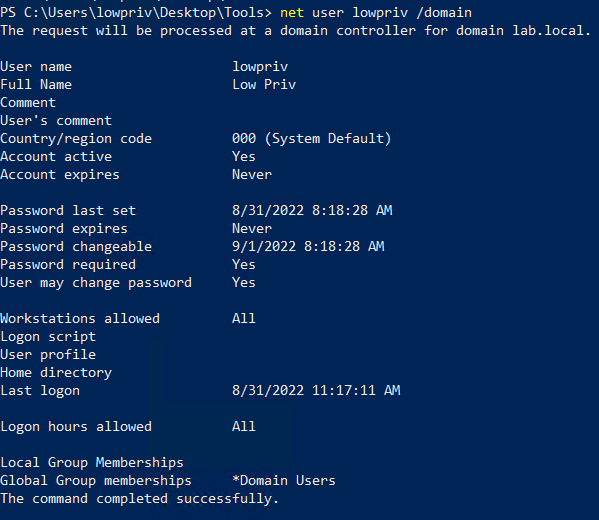 PS C:\Users\lowpriv\Desktop\Tools> net user lowpriv /domain
The request will be processed at a domain controller for domain lab.local.
User name lowpriv
Full Name Low Priv
Comment
User's comment
Country/region code 000 (System Default)
Account active Yes
Account expires Never
Password last set 8/31/2022 8:18:28 AM
Password expires Never
Password changeable 9/1/2022 8:18:28 AM
Password required Yes
User may change password Yes
Workstations allowed All
Logon script
User profile
Home directory
Last logon 8/31/2022 11:17:11 AM
Logon hours allowed All
Local Group Memberships
Global Group memberships *Domain Users
The command completed successfully.